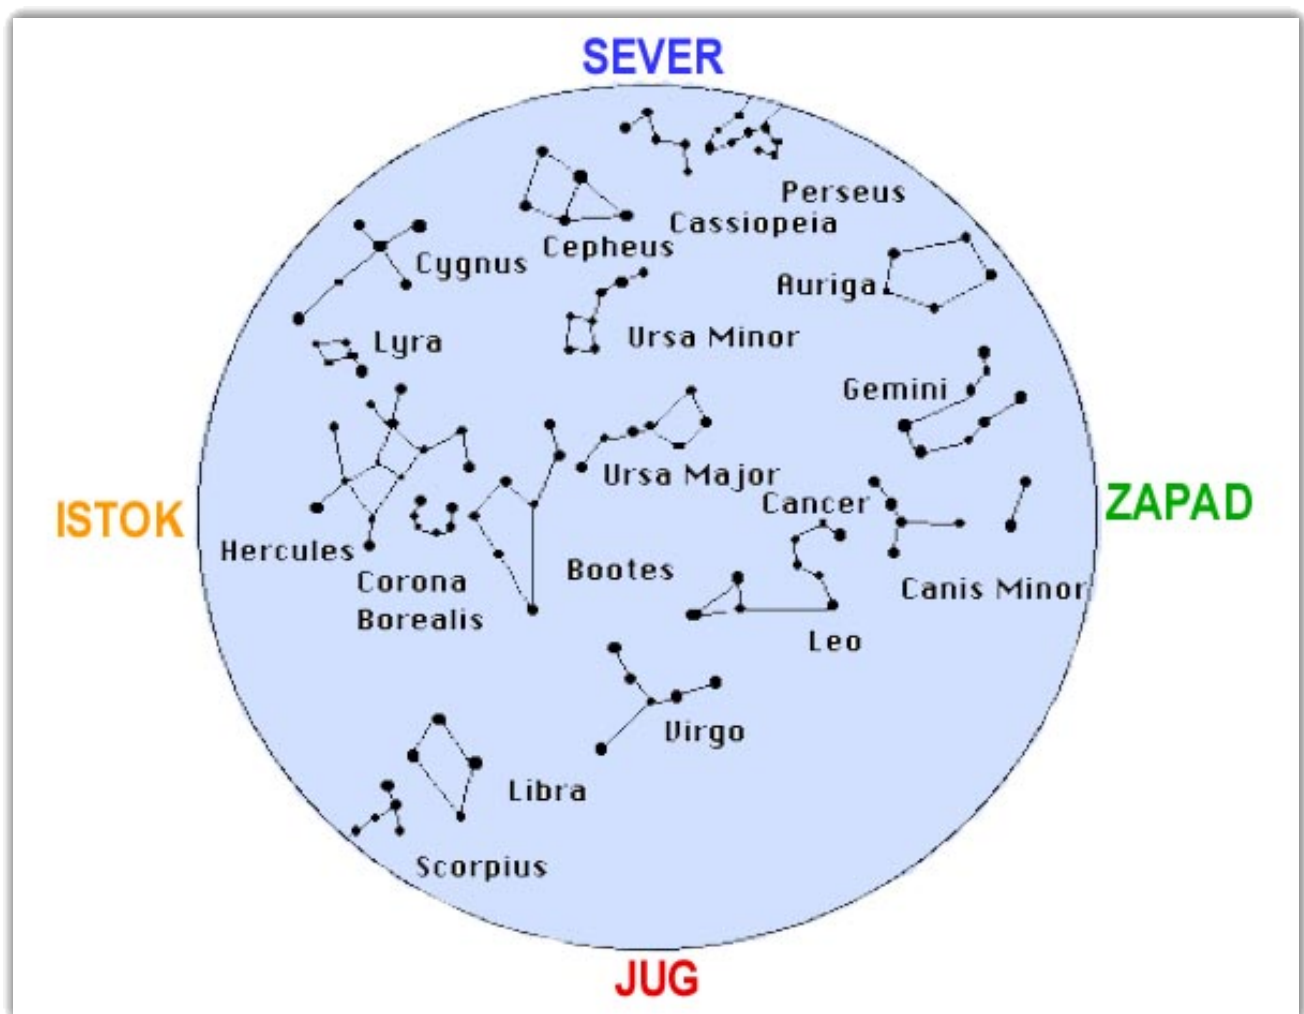 SEVER
Perseus
Cassiopeia
Cepheus
Cygnus
Auriga
Ursa Minor
Lyra
Gemini
Ursa Major
Cancer
ISTOK
ZAPAD
Hercules
Corona
Borealis
Bootes
Canis Minor
Leo
Virgo
Libra
Scorpius
JUG